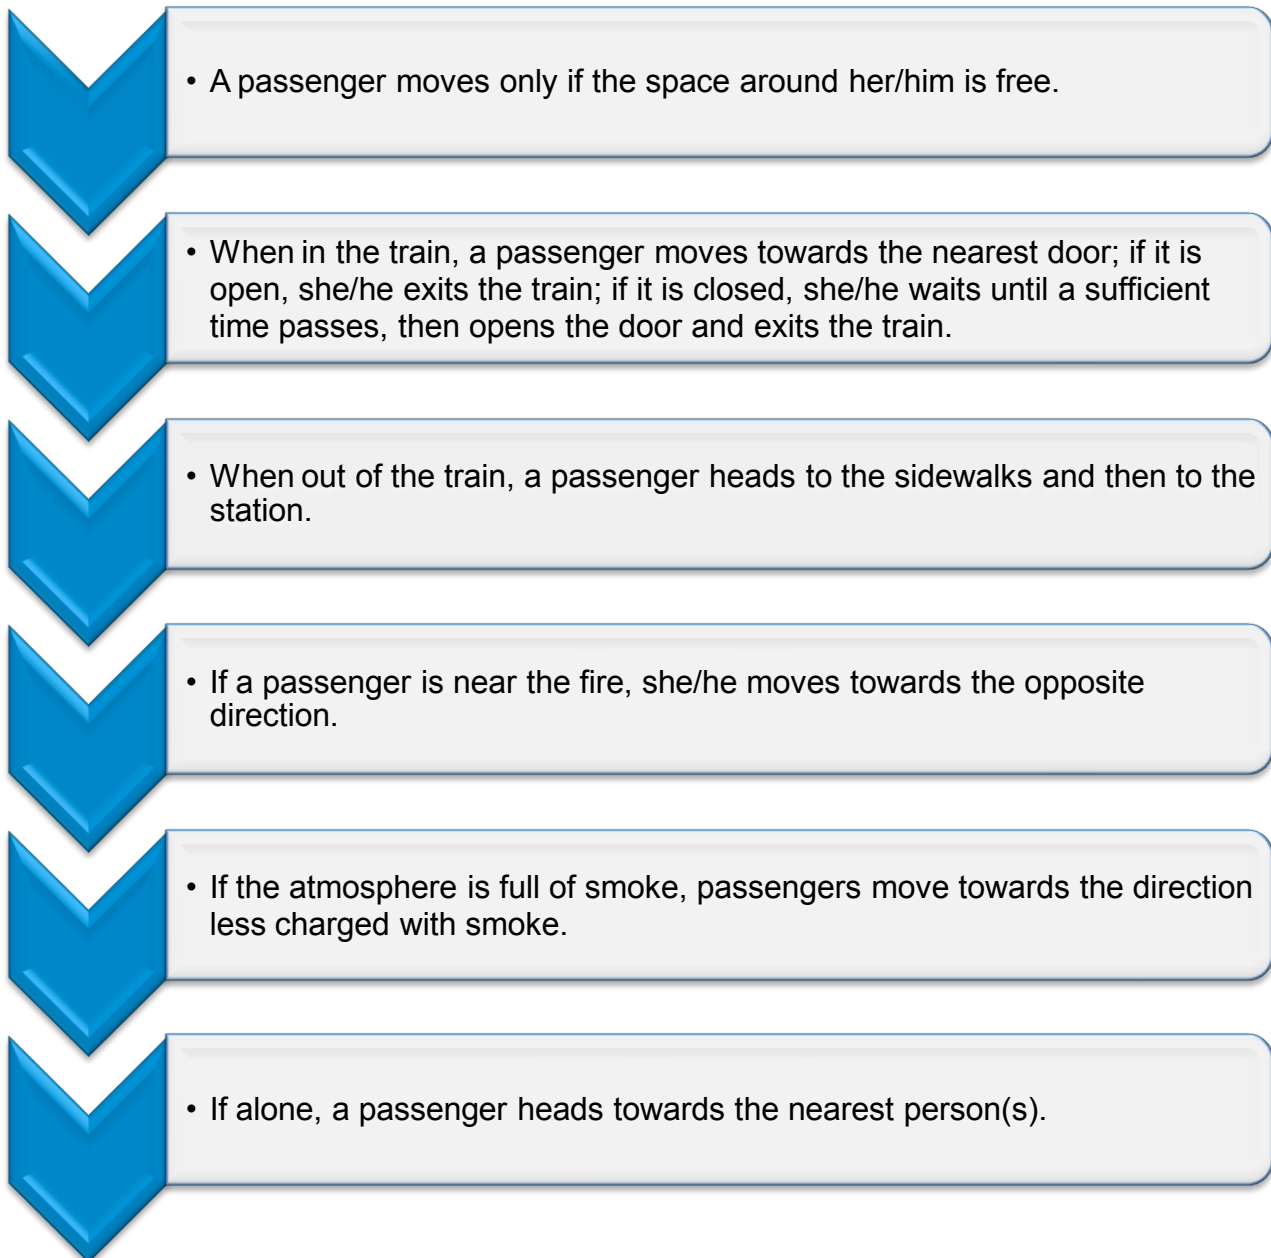 • A passenger moves only if the space around her/him is free.
• When in the train, a passenger moves towards the nearest door; if it is
open, she/he exits the train; if it is closed, she/he waits until a sufficient
time passes, then opens the door and exits the train.
• When out of the train, a passenger heads to the sidewalks and then to the
station.
• If a passenger is near the fire, she/he moves towards the opposite
direction.
• If the atmosphere is full of smoke, passengers move towards the direction
less charged with smoke.
• If alone, a passenger heads towards the nearest person(s).